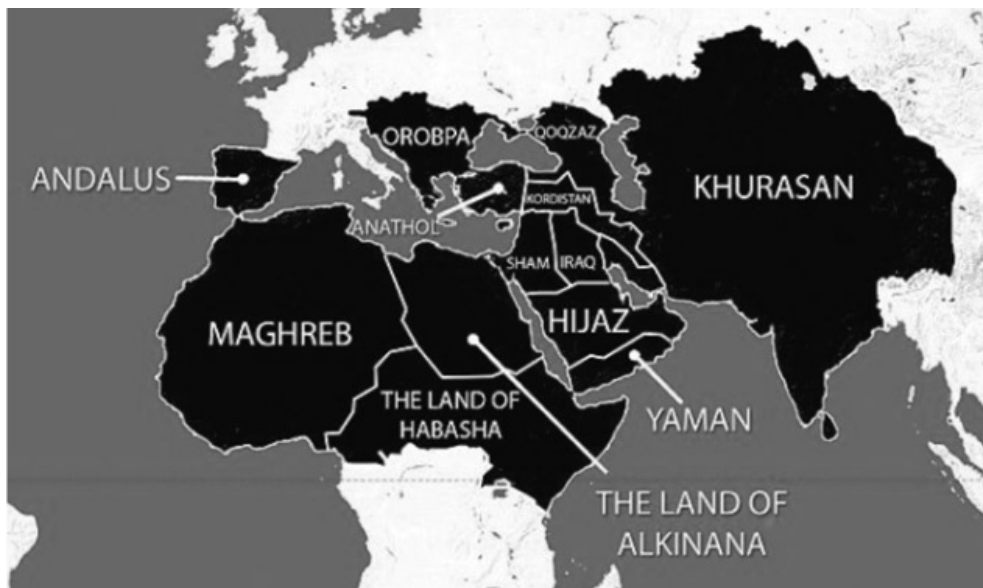 OROBPA
QOQZAZ
ANDALUS
KHURASAN
KORDISTAN
ANATHOL
SHAM
IRAQ
MAGHREB
HIJAZ
THE LAND OF
HABASHA
YAMAN
THE LAND OF
ALKINANA